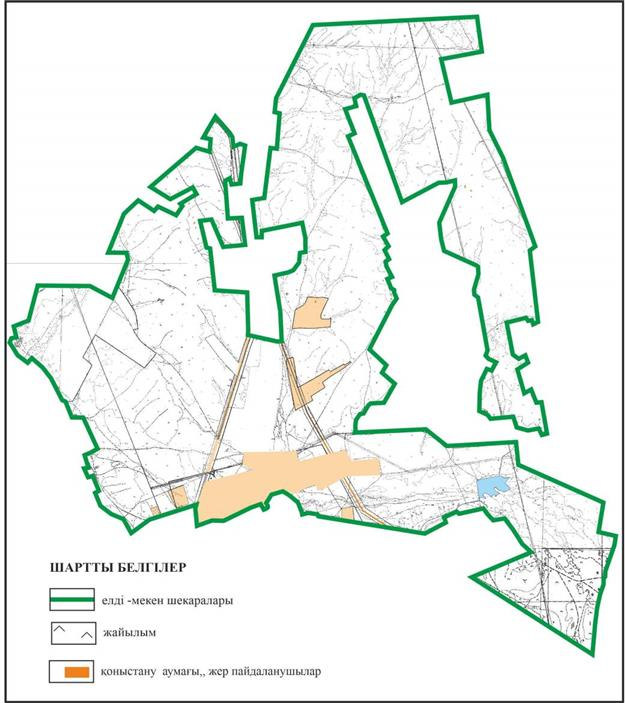 ШАРТТЫ БЕЛГІЛЕР
елді -мекен шекаралары
жайылым
қоныстану аумағы,, жер пайдаланушылар